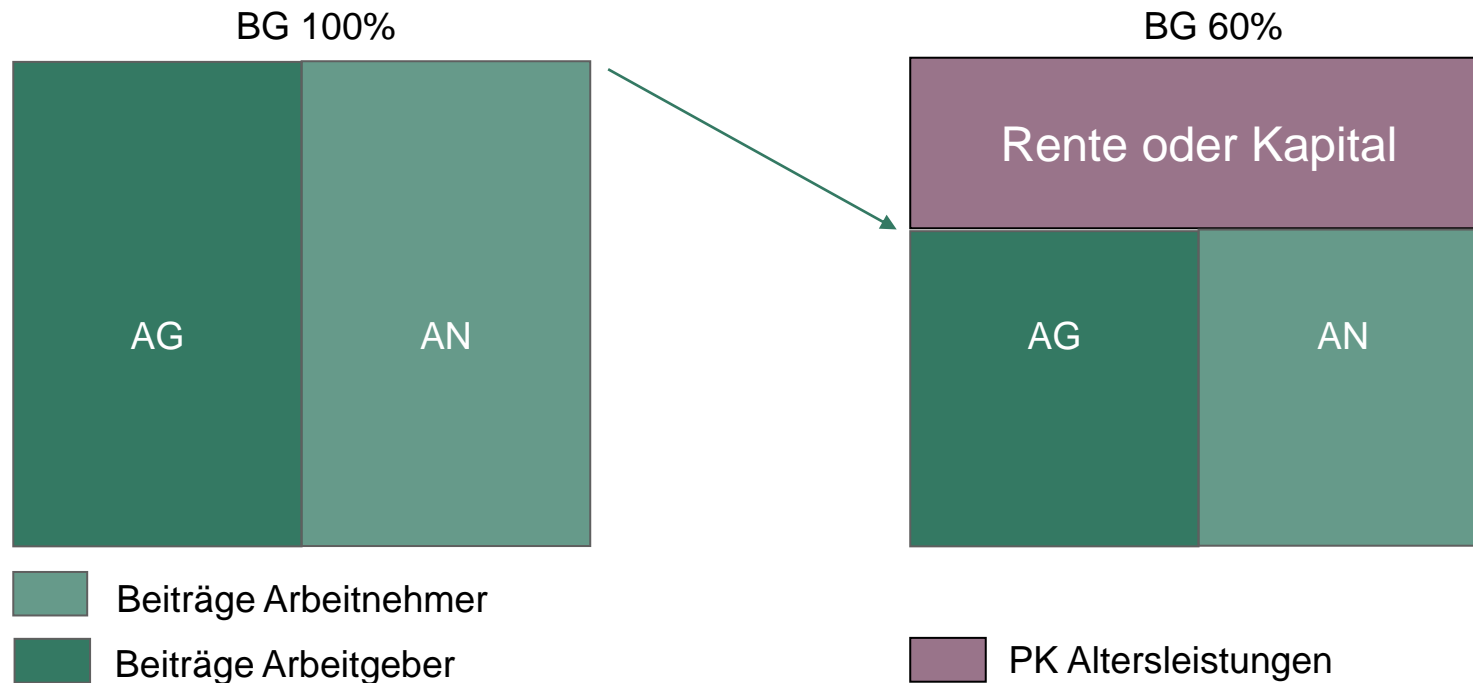 BG 100%
BG 60%
Rente oder Kapital
AG
AN
AG
AN
Beiträge Arbeitnehmer
Beiträge Arbeitgeber
PK Altersleistungen